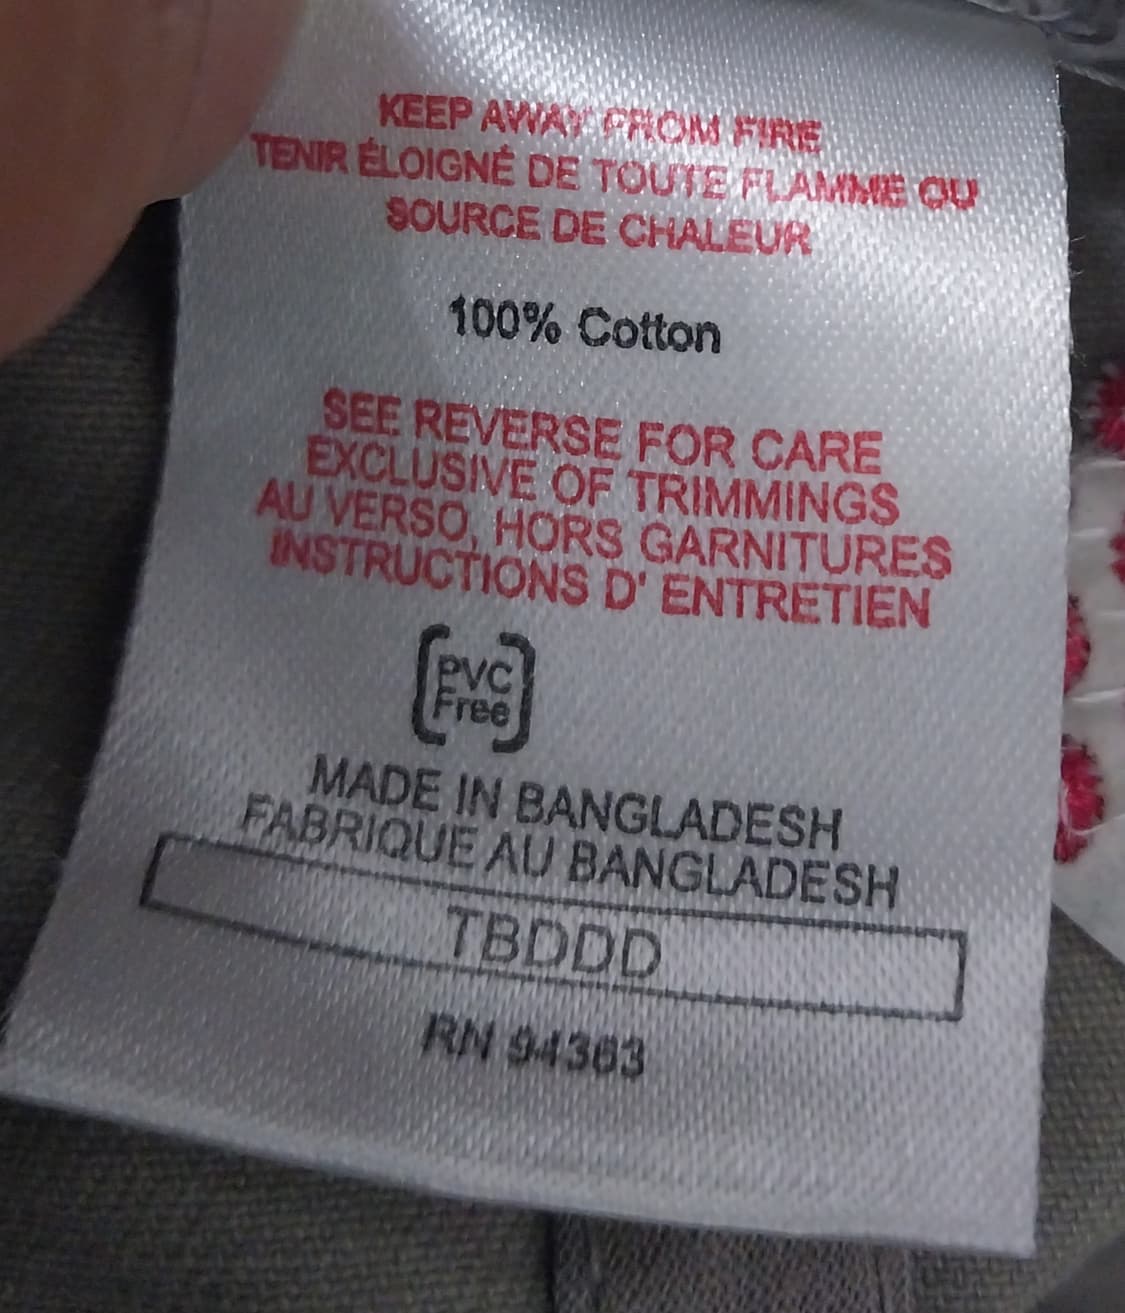 KEEP AWAY FROM FIRE
TENIR ÉLOIGNÉ DE TOUTE FLAMME OU
SOURCE DE CHALEUR
100% Cotton
SEE REVERSE FOR CARE
EXCLUSIVE OF TRIMMINGS
AU VERSO, HORS GARNITURES
INSTRUCTIONS D' ENTRETIEN
PVC
Free
MADE IN BANGLADESH
FABRIQUE AU BANGLADESH
TBDDD
RN 94363